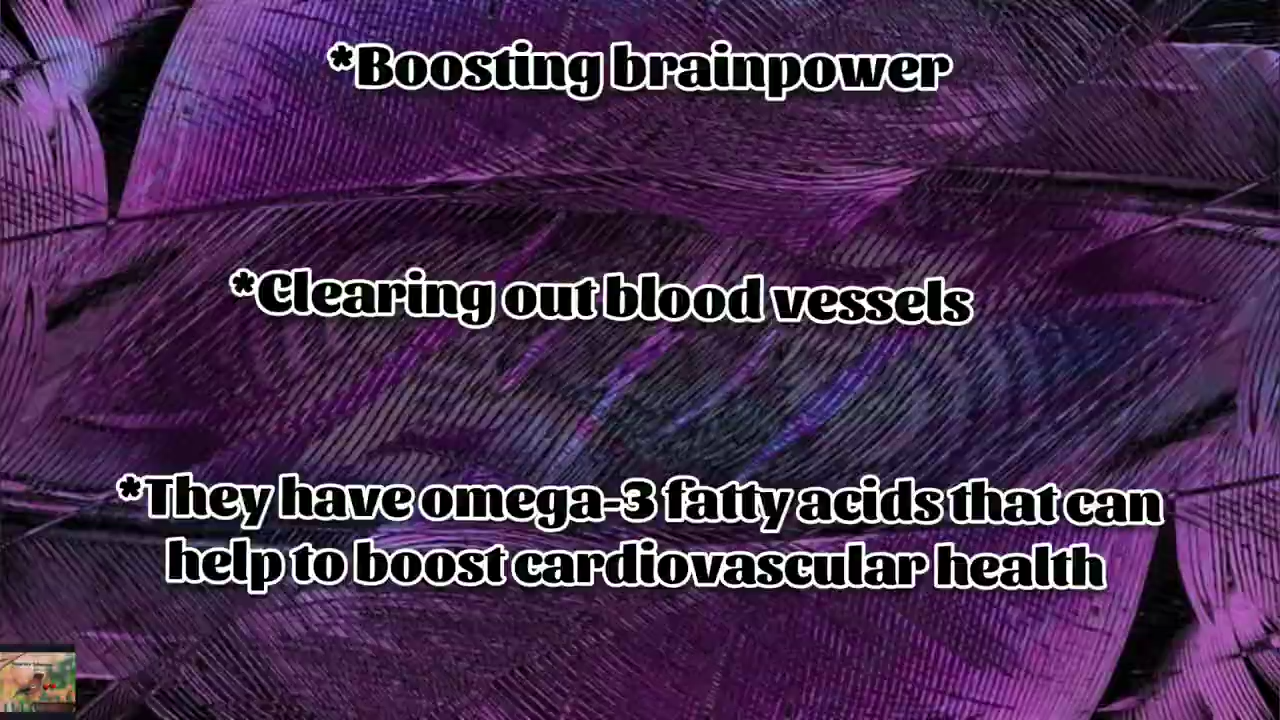 *Boosting brainpower
*Clearing out blood vessels
*They have omega-3 fatty acids that can
help to boost cardiovascular health